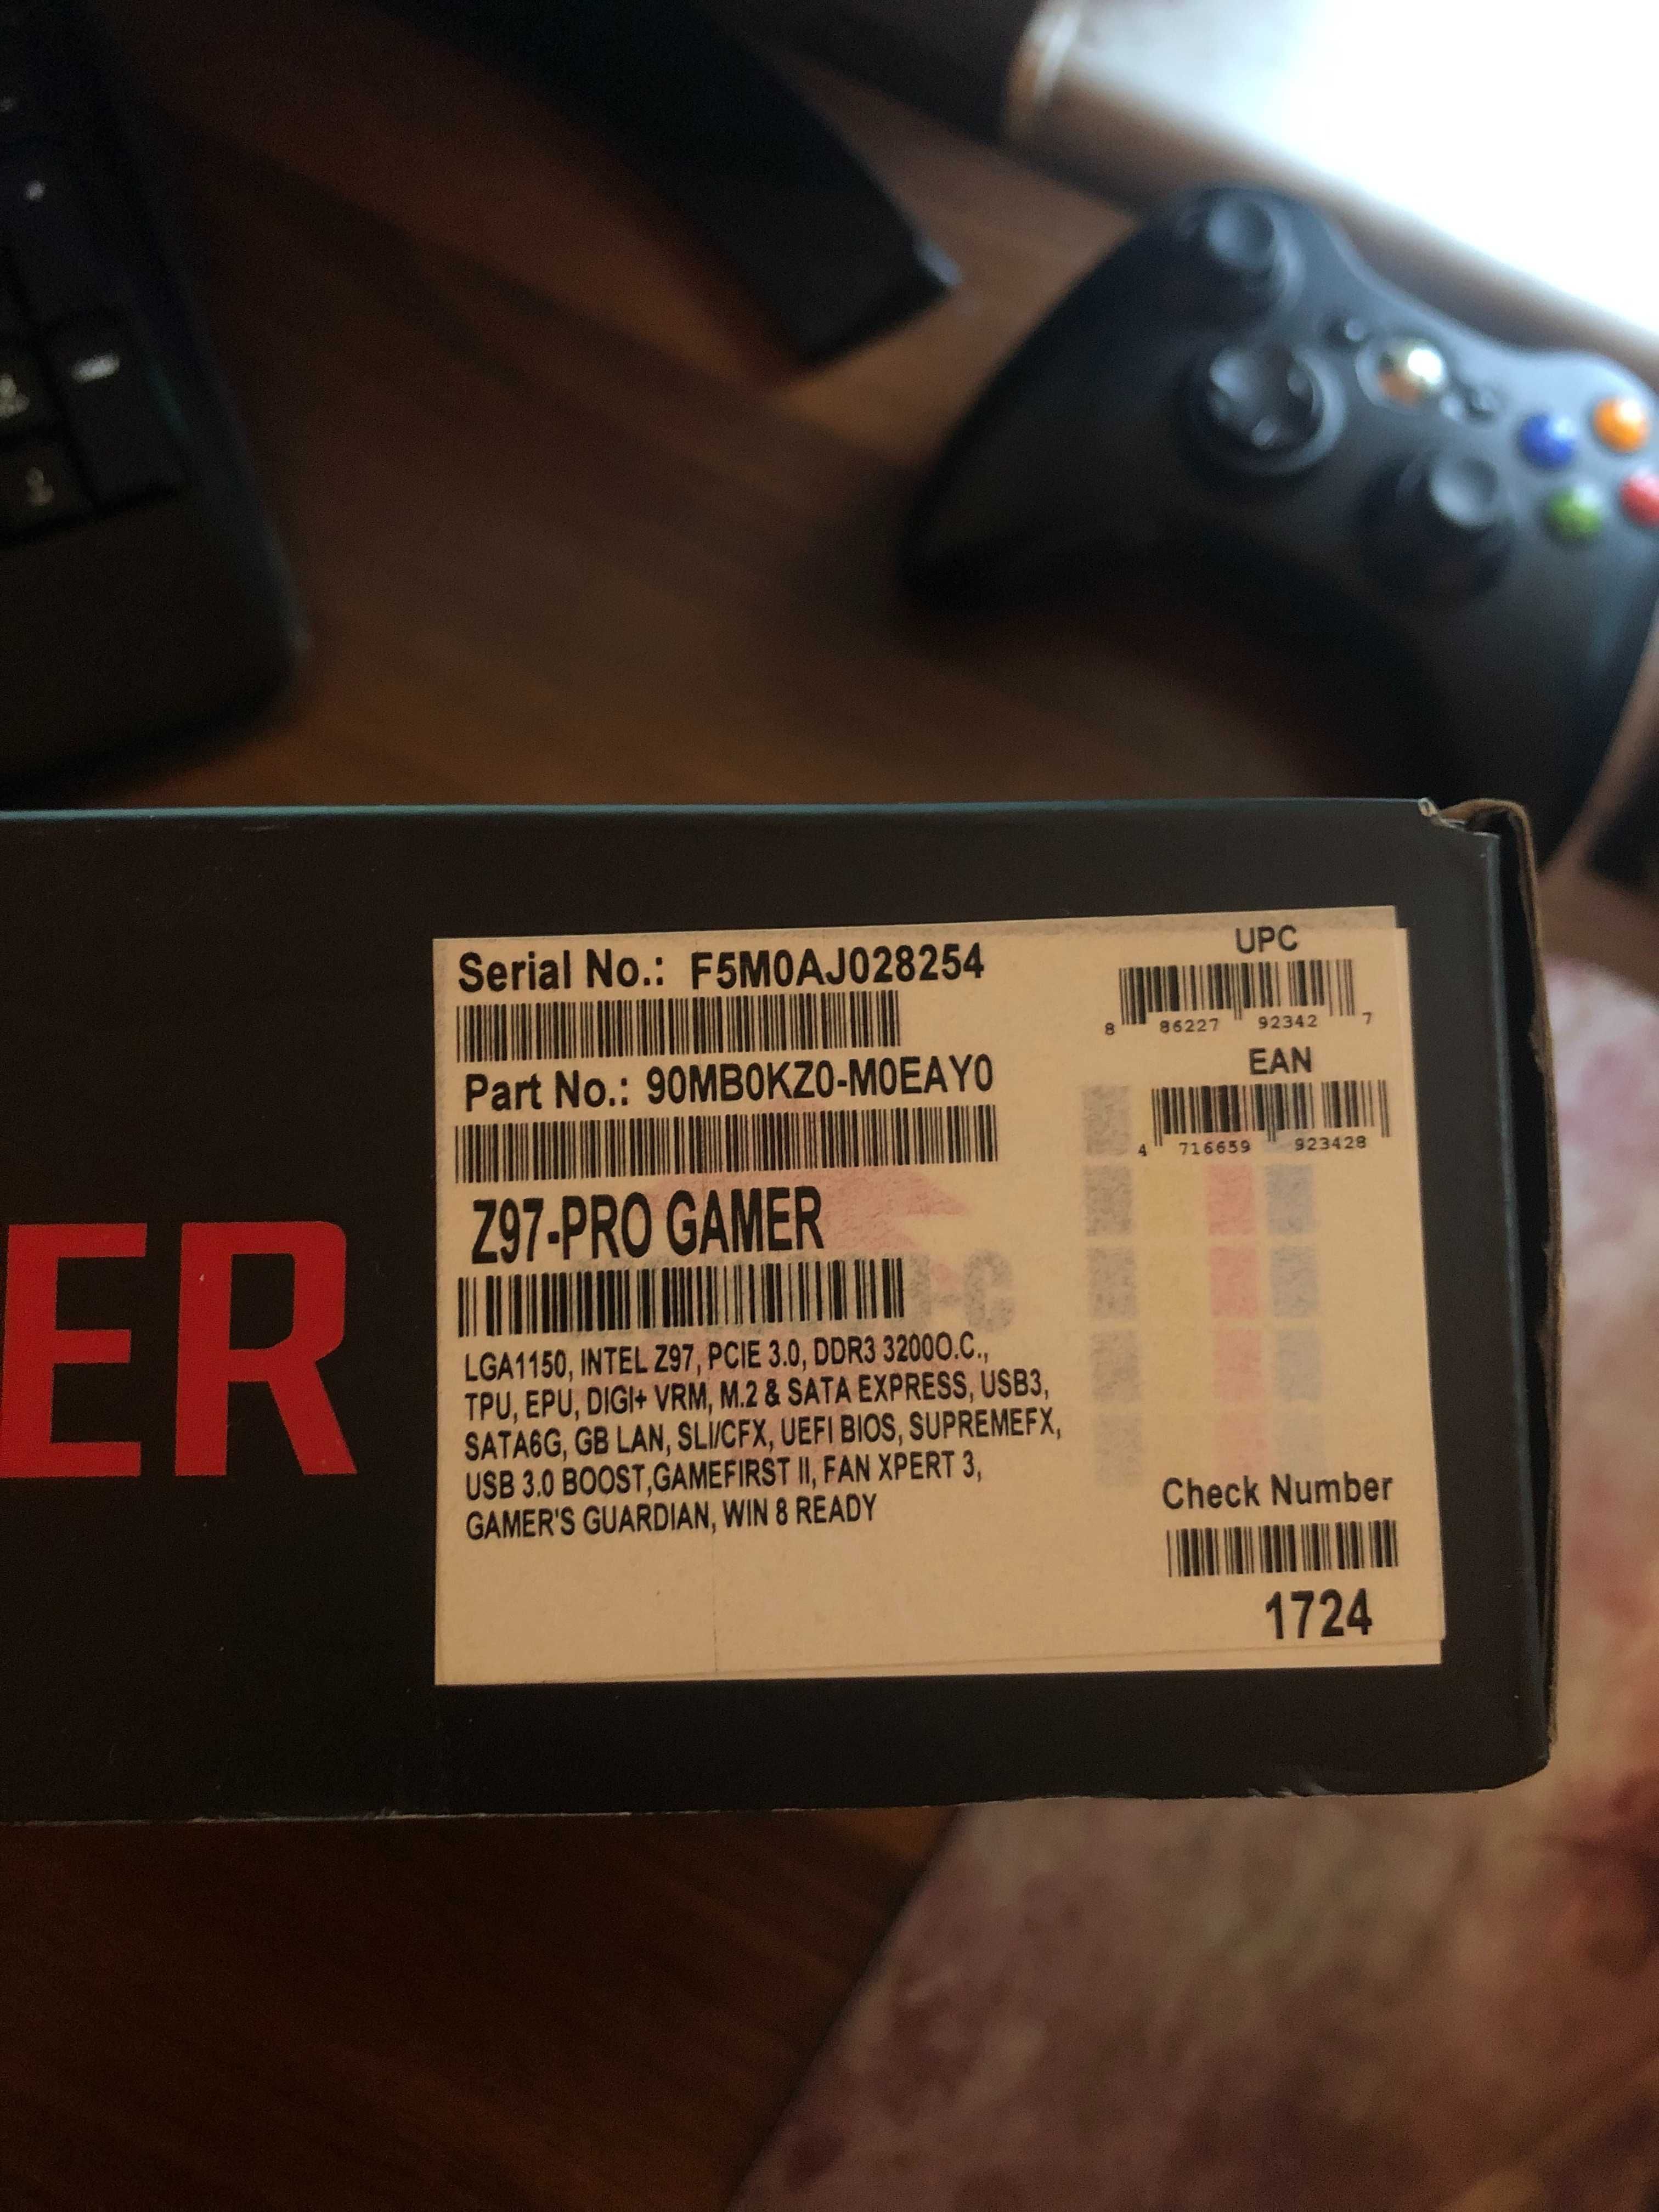 ER
Serial No.: F5M0AJ028254
Part No.: 90MB0KZ0-M0EAY0
Z97-PRO GAMER
LGA1150, INTEL Z97, PCIE 3.0, DDR3 3200O.C.,
TPU, EPU, DIGI+ VRM, M.2 & SATA EXPRESS, USB3,
SATA6G, GB LAN, SLI/CFX, UEFI BIOS, SUPREMEFX,
USB 3.0 BOOST,GAMEFIRST II, FAN XPERT 3,
GAMER'S GUARDIAN, WIN 8 READY
UPC
8 86227 92342 7
EAN
4 716659 923428
Check Number
1724